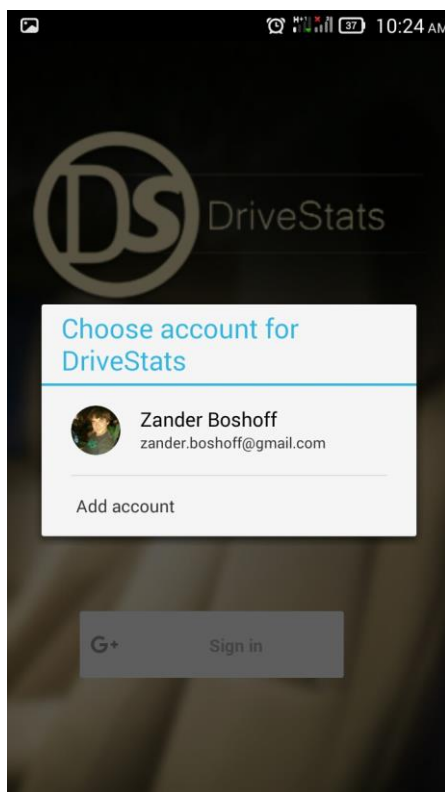 H+ 37 10:24 AM
DS DriveStats
Choose account for
DriveStats
Zander Boshoff
zander.boshoff@gmail.com
Add account
G+ Sign in